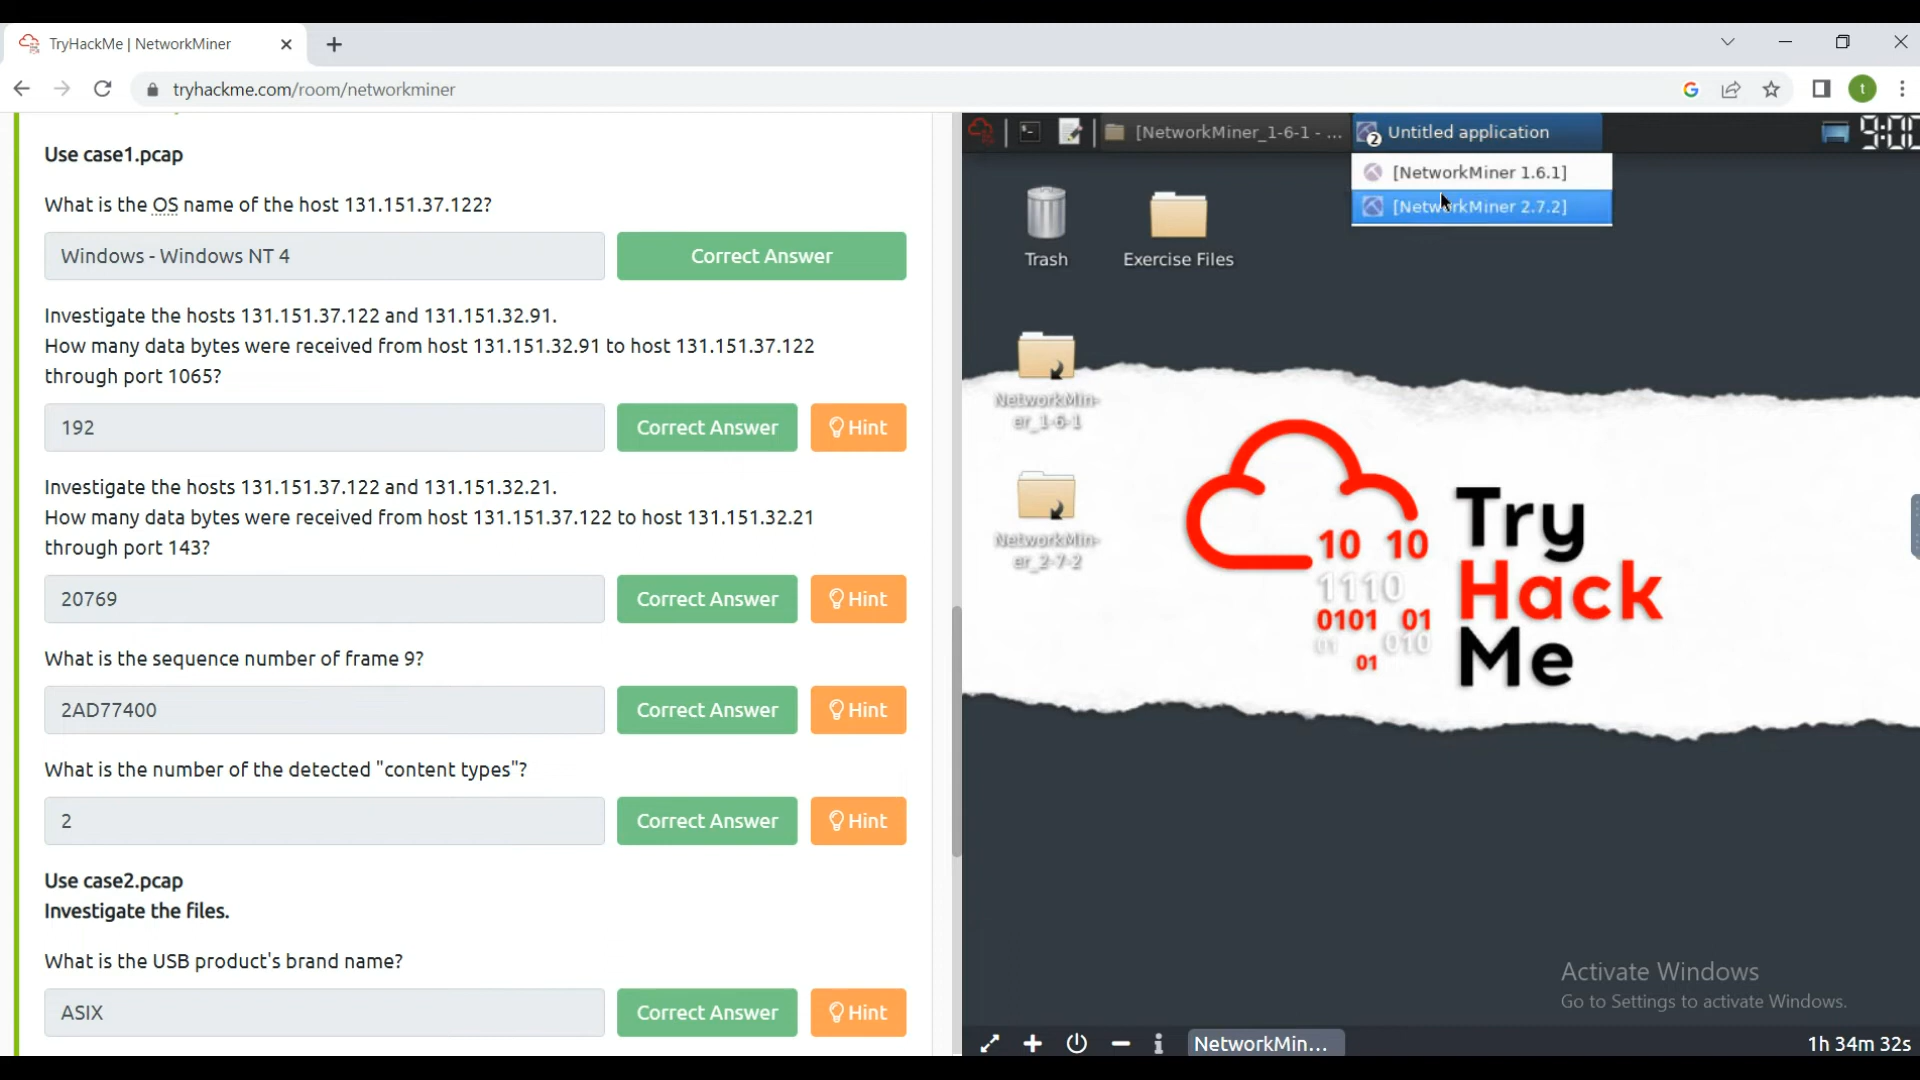 TryHackMe | NetworkMiner
tryhackme.com/room/networkminer
t
Use case1.pcap
What is the OS name of the host 131.151.37.122?
Windows - Windows NT 4
Correct Answer
Investigate the hosts 131.151.37.122 and 131.151.32.91.
How many data bytes were received from host 131.151.32.91 to host 131.151.37.122
through port 1065?
192
Correct Answer
Hint
Investigate the hosts 131.151.37.122 and 131.151.32.21.
How many data bytes were received from host 131.151.37.122 to host 131.151.32.21
through port 143?
20769
Correct Answer
Hint
What is the sequence number of frame 9?
2AD77400
Correct Answer
Hint
What is the number of the detected "content types"?
2
Correct Answer
Hint
Use case2.pcap
Investigate the files.
What is the USB product's brand name?
ASIX
Correct Answer
Hint
[NetworkMiner_1-6-1 - ...
2
Untitled application
9:00
[NetworkMiner 1.6.1]
[NetworkMiner 2.7.2]
Trash
Exercise Files
NetworkMin-
er_1-6-1
NetworkMin-
er_2-7-2
10 10
1110
0101 01
01 010
01
Try
Hack
Me
Activate Windows
Go to Settings to activate Windows.
NetworkMin...
1h 34m 32s